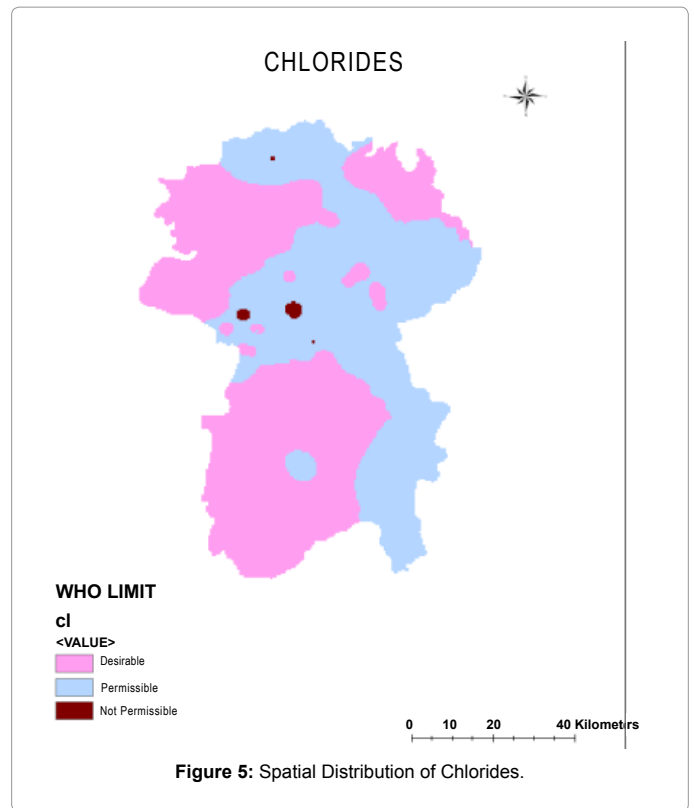 CHLORIDES
WHO LIMIT
cl
<VALUE>
Desirable
Permissible
Not Permissible
0 10 20 40 Kilometers
Figure 5: Spatial Distribution of Chlorides.